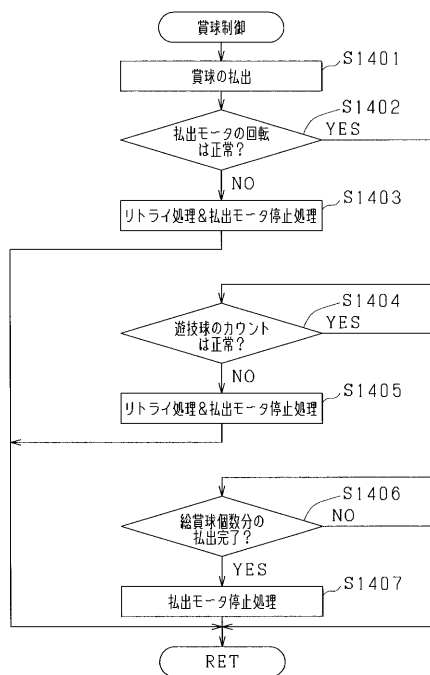 賞球制御
S1401
賞球の払出
S1402
払出モータの回転
は正常?
YES
NO
S1403
リトライ処理&払出モータ停止処理
S1404
遊技球のカウント
は正常?
YES
NO
S1405
リトライ処理&払出モータ停止処理
S1406
総賞球個数分の
払出完了?
NO
YES
S1407
払出モータ停止処理
RET